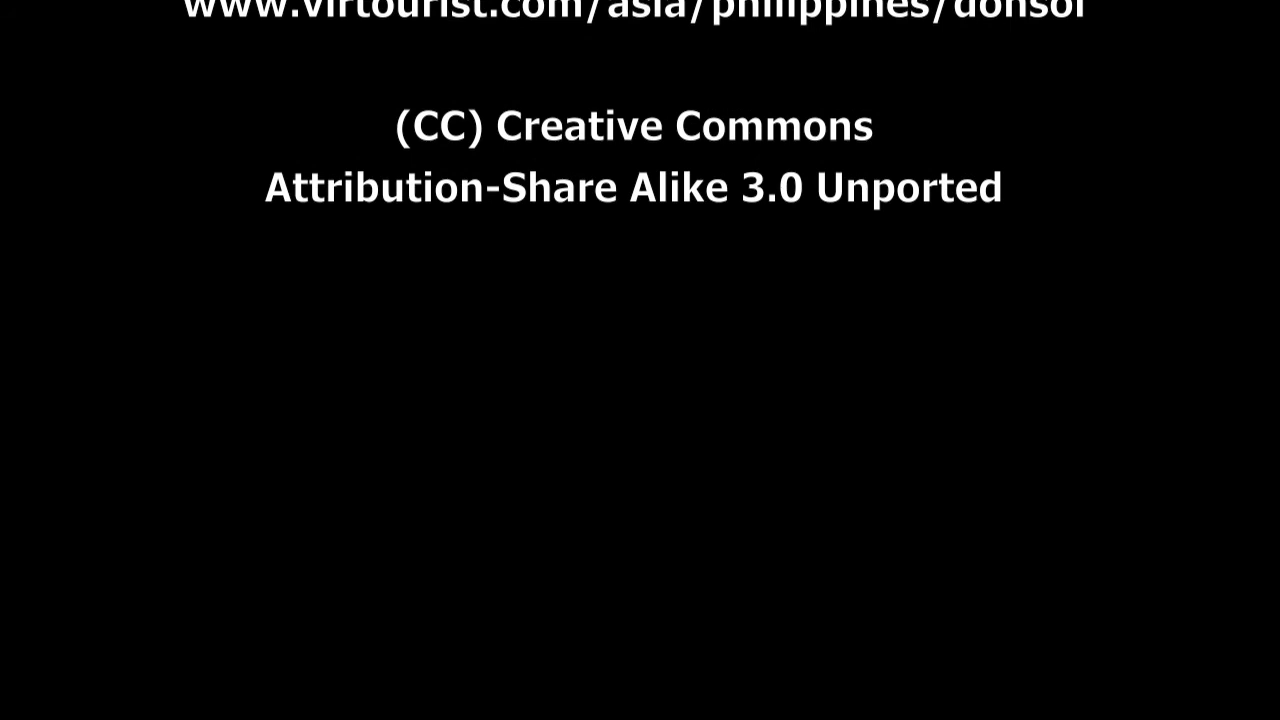 www.virtourist.com/asia/philippines/donsol
(CC) Creative Commons
Attribution-Share Alike 3.0 Unported